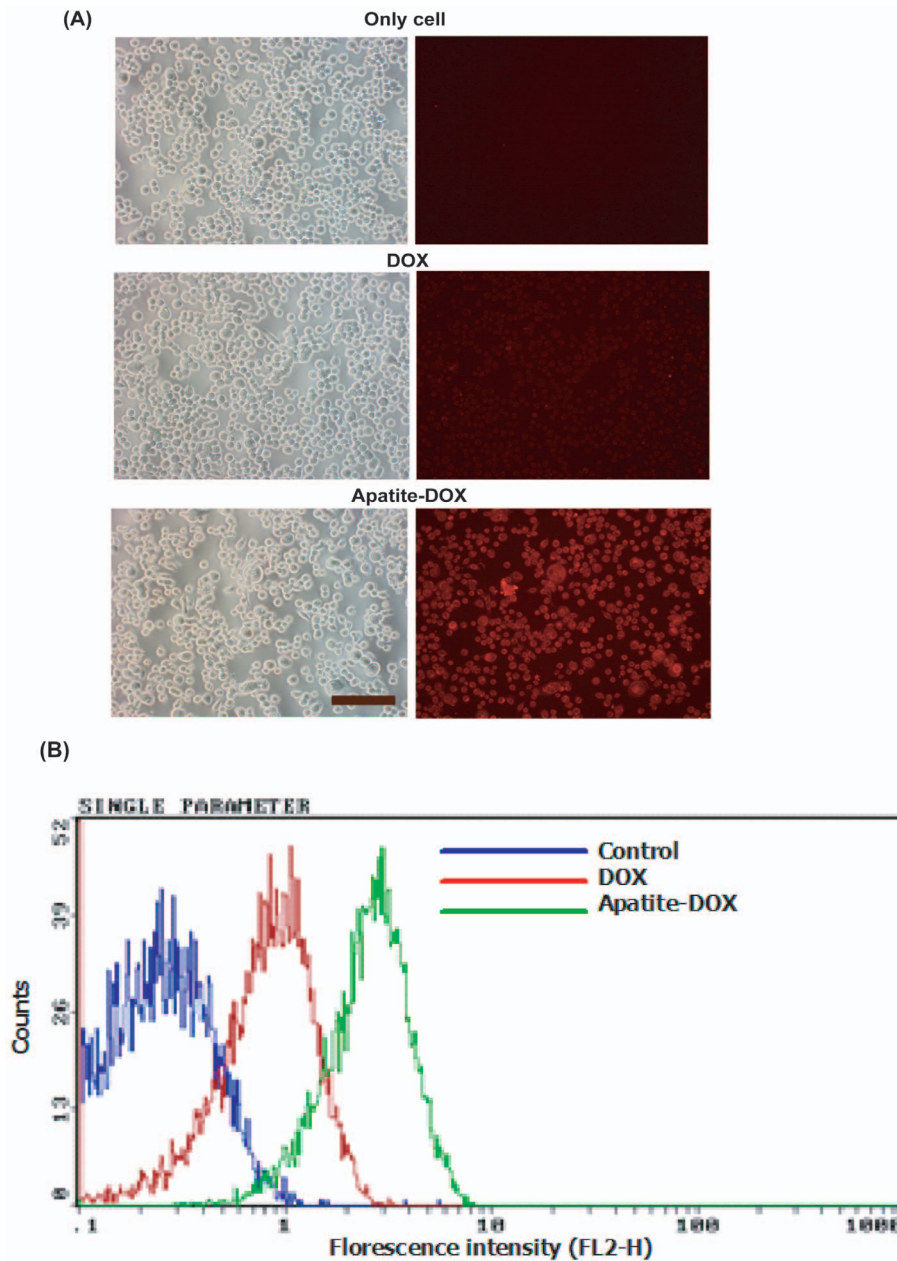 (A)
Only cell
DOX
Apatite-DOX
(B)
SINGLE PARAMETER
52
39
26
13
0
Counts
Control
DOX
Apatite-DOX
.1 1 10 100 1000
Florescence intensity (FL2-H)